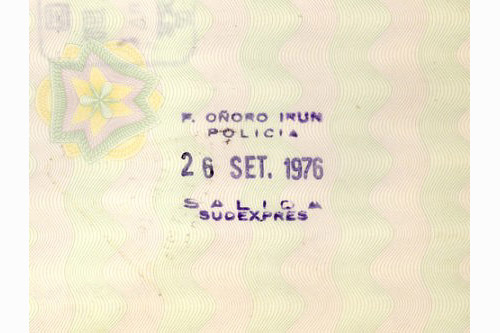 F. OÑORO IRUN
POLICIA
26 SET. 1976
SALIDA
SUDEXPRES